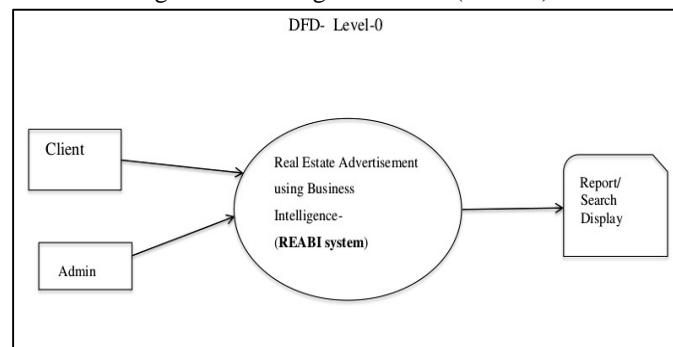 DFD- Level-0
Client
Real Estate Advertisement
using Business
Intelligence-
(REABI system)
Report/
Search
Display
Admin